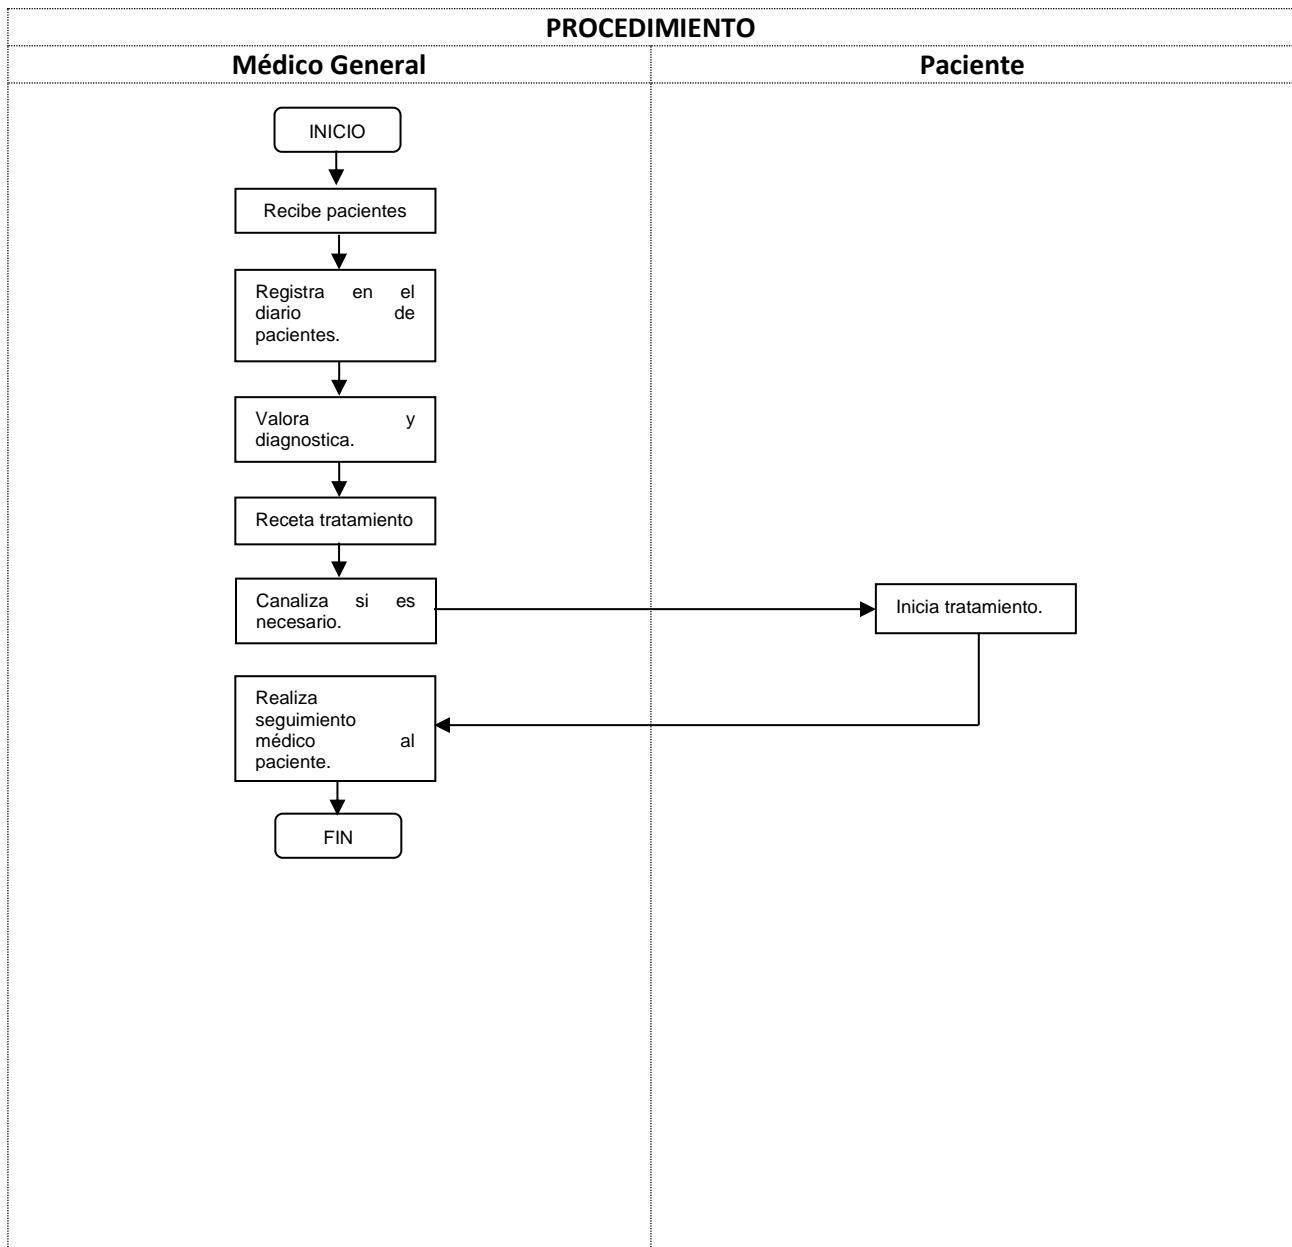 PROCEDIMIENTO
Médico General
Paciente
INICIO
Recibe pacientes
Registra en el
diario de
pacientes.
Valora y
diagnostica.
Receta tratamiento
Canaliza si es
necesario.
Inicia tratamiento.
Realiza
seguimiento
médico al
paciente.
FIN